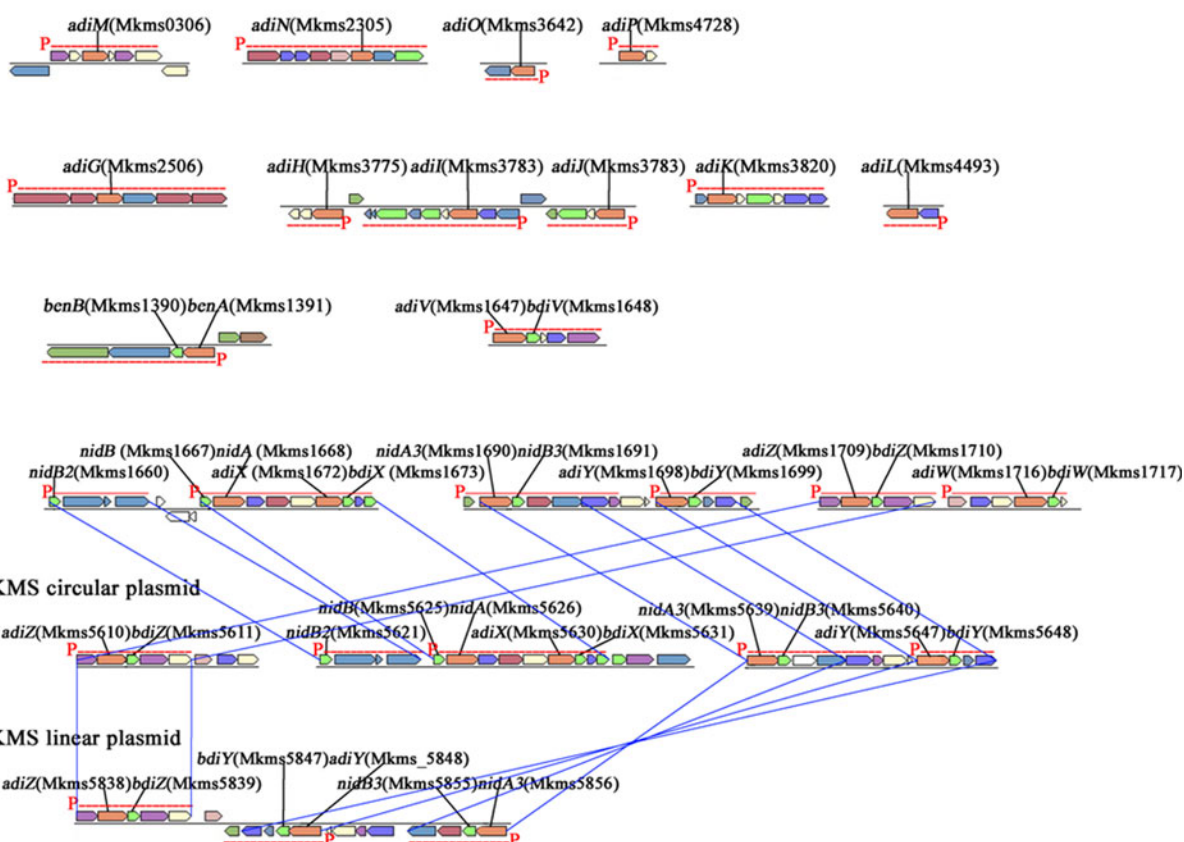 adiM(Mkms0306) adiN(Mkms2305) adiO(Mkms3642) adiP(Mkms4728)
P P P
P
adiG(Mkms2506) adiH(Mkms3775) adiI(Mkms3783) adiJ(Mkms3783) adiK(Mkms3820) adiL(Mkms4493)
P P
P P P P
benB(Mkms1390)benA(Mkms1391) adiV(Mkms1647)bdiV(Mkms1648)
P
P
nidB (Mkms1667)nidA (Mkms1668) nidA3(Mkms1690)nidB3(Mkms1691) adiZ(Mkms1709)bdiZ(Mkms1710)
nidB2(Mkms1660) adiX (Mkms1672)bdiX (Mkms1673) adiY(Mkms1698)bdiY(Mkms1699) adiW(Mkms1716)bdiW(Mkms1717)
P P P P P P
KMS circular plasmid
nidB(Mkms5625)nidA(Mkms5626) nidA3(Mkms5639)nidB3(Mkms5640)
adiZ(Mkms5610)bdiZ(Mkms5611) nidB2(Mkms5621) adiX(Mkms5630)bdiX(Mkms5631) adiY(Mkms5647)bdiY(Mkms5648)
P P P P P
KMS linear plasmid
bdiY(Mkms5847)adiY(Mkms_5848)
adiZ(Mkms5838)bdiZ(Mkms5839) nidB3(Mkms5855)nidA3(Mkms5856)
P
P P